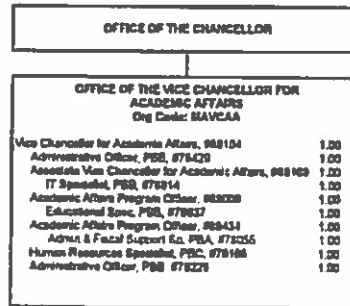 OFFICE OF THE CHANCELLOR
OFFICE OF THE VICE CHANCELLOR FOR
ACADEMIC AFFAIRS
Org Code: MAVCAA
Vice Chancellor for Academic Affairs, 1.00
Administrative Officer, PBB, 1.00
Associate Vice Chancellor for Academic Affairs, 1.00
IT Specialist, PBB, 1.00
Academic Affairs Program Officer, 1.00
Educational Spec, PBB, 1.00
Academic Affairs Program Officer, 1.00
Admin & Fiscal Support Sp, PBA, 1.00
Human Resources Specialist, PBC, 1.00
Administrative Officer, PBB 1.00